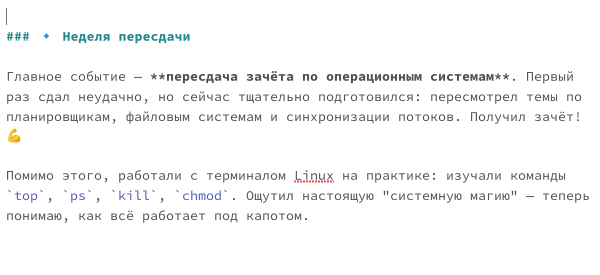 ### 🔹 Неделя пересдачи
Главное событие — **пересдача зачёта по операционным системам**. Первый
раз сдал неудачно, но сейчас тщательно подготовился: пересмотрел темы по
планировщикам, файловым системам и синхронизации потоков. Получил зачёт!
💪
Помимо этого, работали с терминалом Linux на практике: изучали команды
`top`, `ps`, `kill`, `chmod`. Ощутил настоящую "системную магию" — теперь
понимаю, как всё работает под капотом.